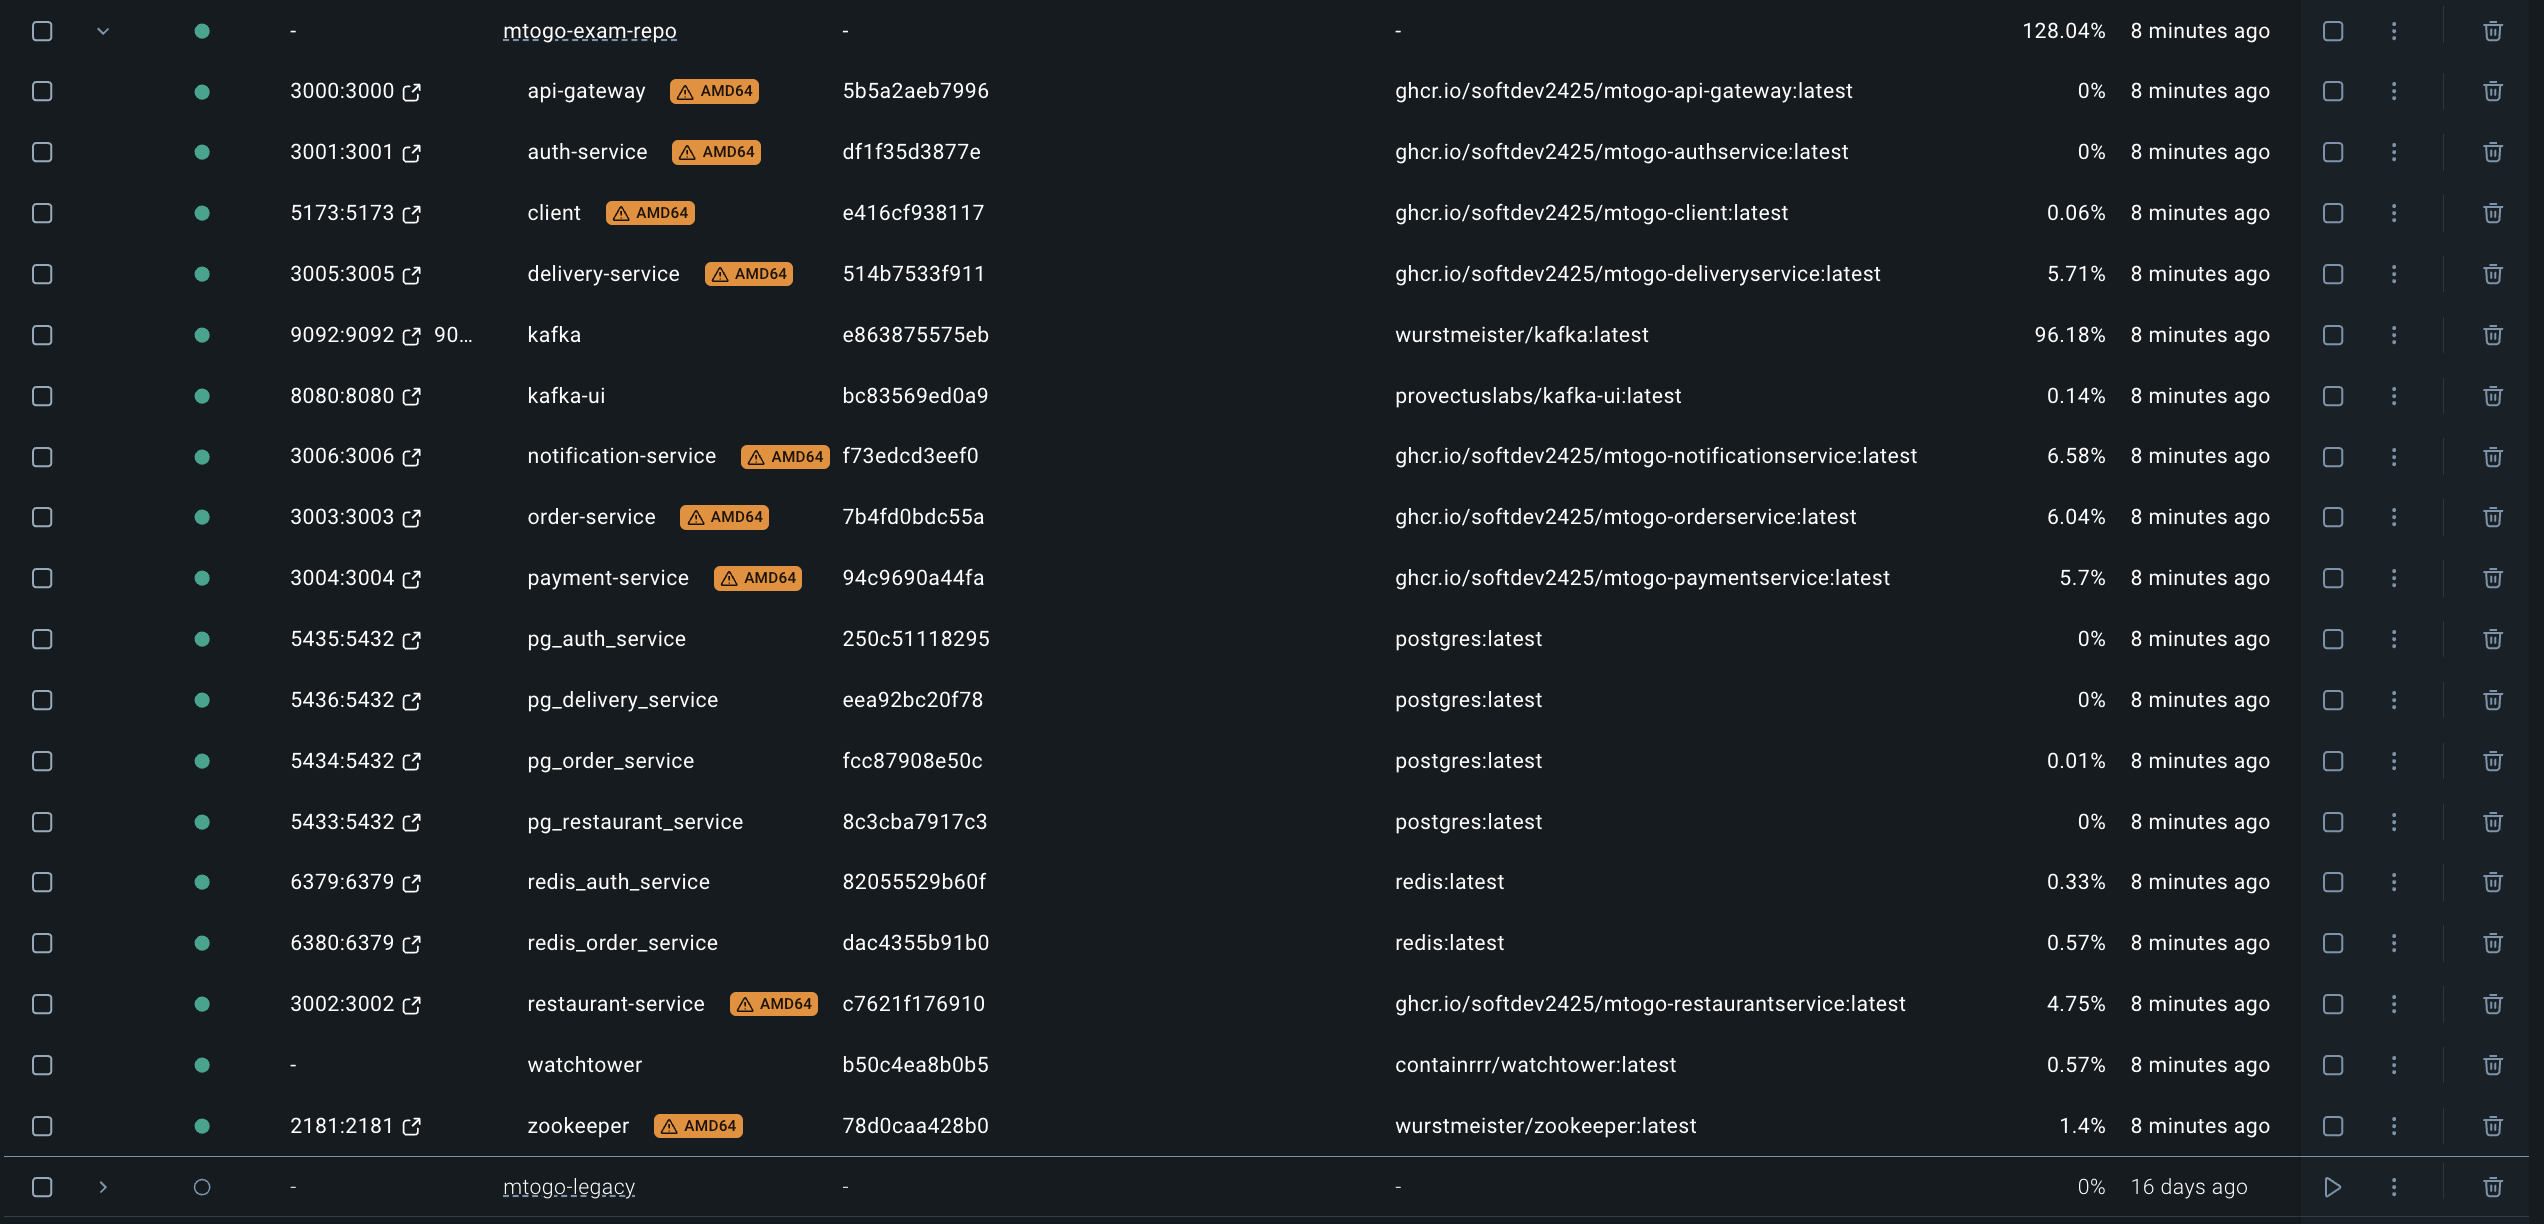 - mtogo-exam-repo - - 128.04% 8 minutes ago
3000:3000 api-gateway AMD64 5b5a2aeb7996 ghcr.io/softdev2425/mtogo-api-gateway:latest 0% 8 minutes ago
3001:3001 auth-service AMD64 df1f35d3877e ghcr.io/softdev2425/mtogo-authservice:latest 0% 8 minutes ago
5173:5173 client AMD64 e416cf938117 ghcr.io/softdev2425/mtogo-client:latest 0.06% 8 minutes ago
3005:3005 delivery-service AMD64 514b7533f911 ghcr.io/softdev2425/mtogo-deliveryservice:latest 5.71% 8 minutes ago
9092:9092 90... kafka e863875575eb wurstmeister/kafka:latest 96.18% 8 minutes ago
8080:8080 kafka-ui bc83569ed0a9 provectuslabs/kafka-ui:latest 0.14% 8 minutes ago
3006:3006 notification-service AMD64 f73edcd3eef0 ghcr.io/softdev2425/mtogo-notificationservice:latest 6.58% 8 minutes ago
3003:3003 order-service AMD64 7b4fd0bdc55a ghcr.io/softdev2425/mtogo-orderservice:latest 6.04% 8 minutes ago
3004:3004 payment-service AMD64 94c9690a44fa ghcr.io/softdev2425/mtogo-paymentservice:latest 5.7% 8 minutes ago
5435:5432 pg_auth_service 250c51118295 postgres:latest 0% 8 minutes ago
5436:5432 pg_delivery_service eea92bc20f78 postgres:latest 0% 8 minutes ago
5434:5432 pg_order_service fcc87908e50c postgres:latest 0.01% 8 minutes ago
5433:5432 pg_restaurant_service 8c3cba7917c3 postgres:latest 0% 8 minutes ago
6379:6379 redis_auth_service 82055529b60f redis:latest 0.33% 8 minutes ago
6380:6379 redis_order_service dac4355b91b0 redis:latest 0.57% 8 minutes ago
3002:3002 restaurant-service AMD64 c7621f176910 ghcr.io/softdev2425/mtogo-restaurantservice:latest 4.75% 8 minutes ago
- watchtower b50c4ea8b0b5 containrrr/watchtower:latest 0.57% 8 minutes ago
2181:2181 zookeeper AMD64 78d0caa428b0 wurstmeister/zookeeper:latest 1.4% 8 minutes ago
- mtogo-legacy - - 0% 16 days ago